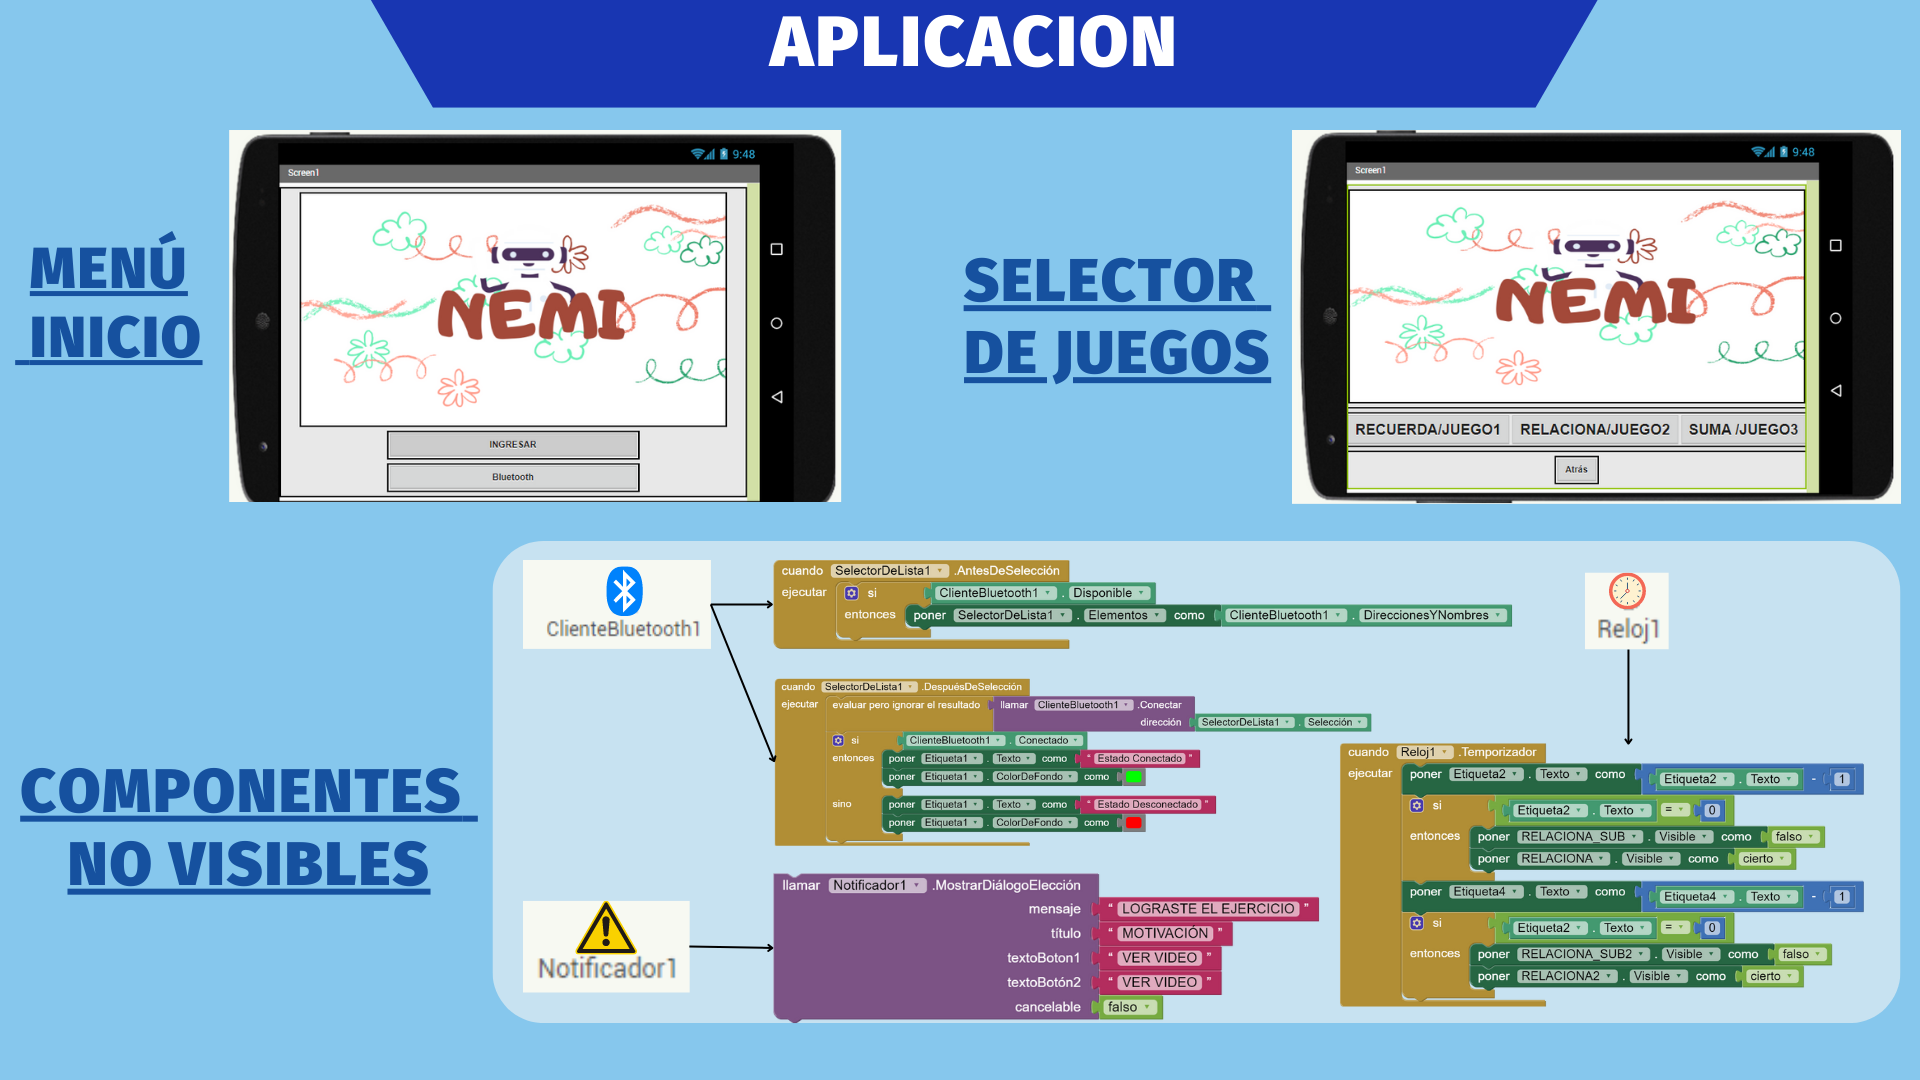 APLICACION
MENÚ
INICIO
9:48
Screen1
NEMI
INGRESAR
Bluetooth
SELECTOR
DE JUEGOS
9:48
Screen1
NEMI
RECUERDA/JUEGO1 RELACIONA/JUEGO2 SUMA /JUEGO3
Atrás
COMPONENTES
NO VISIBLES
ClienteBluetooth1
cuando SelectorDeLista1 .AntesDeSelección
ejecutar si ClienteBluetooth1 . Disponible
entonces poner SelectorDeLista1 . Elementos como ClienteBluetooth1 . DireccionesYNombres
cuando SelectorDeLista1 .DespuésDeSelección
ejecutar evaluar pero ignorar el resultado llamar ClienteBluetooth1 .Conectar
dirección SelectorDeLista1 . Selección
si ClienteBluetooth1 . Conectado
entonces poner Etiqueta1 . Texto como " Estado Conectado "
poner Etiqueta1 . ColorDeFondo como
sino poner Etiqueta1 . Texto como " Estado Desconectado "
poner Etiqueta1 . ColorDeFondo como
Notificador1
llamar Notificador1 .MostrarDiálogoElección
mensaje " LOGRASTE EL EJERCICIO "
título " MOTIVACIÓN "
textoBoton1 " VER VIDEO "
textoBotón2 " VER VIDEO "
cancelable falso
Reloj1
cuando Reloj1 .Temporizador
ejecutar poner Etiqueta2 . Texto como Etiqueta2 . Texto - 1
si Etiqueta2 . Texto = 0
entonces poner RELACIONA_SUB . Visible como falso
poner RELACIONA . Visible como cierto
poner Etiqueta4 . Texto como Etiqueta4 . Texto - 1
si Etiqueta2 . Texto = 0
entonces poner RELACIONA_SUB2 . Visible como falso
poner RELACIONA2 . Visible como cierto